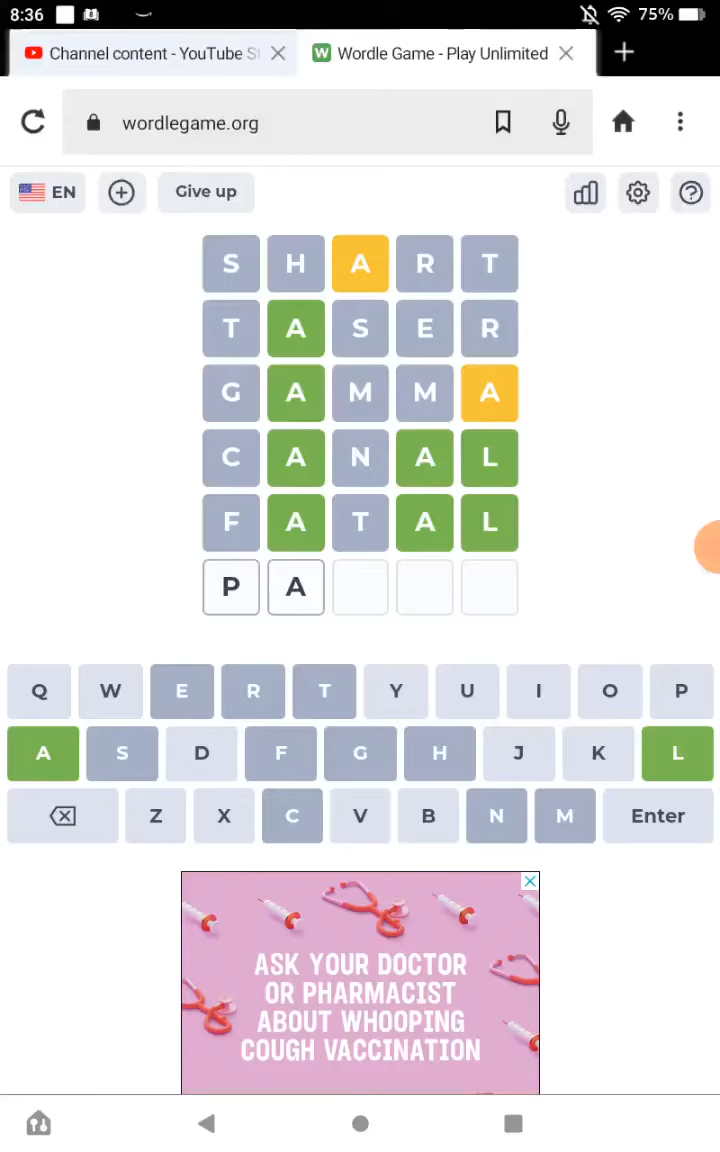 8:36
75%
Channel content - YouTube St
Wordle Game - Play Unlimited
wordlegame.org
EN
Give up
S H A R T
T A S E R
G A M M A
C A N A L
F A T A L
P A
Q W E R T Y U I O P
A S D F G H J K L
Z X C V B N M Enter
ASK YOUR DOCTOR
OR PHARMACIST
ABOUT WHOOPING
COUGH VACCINATION